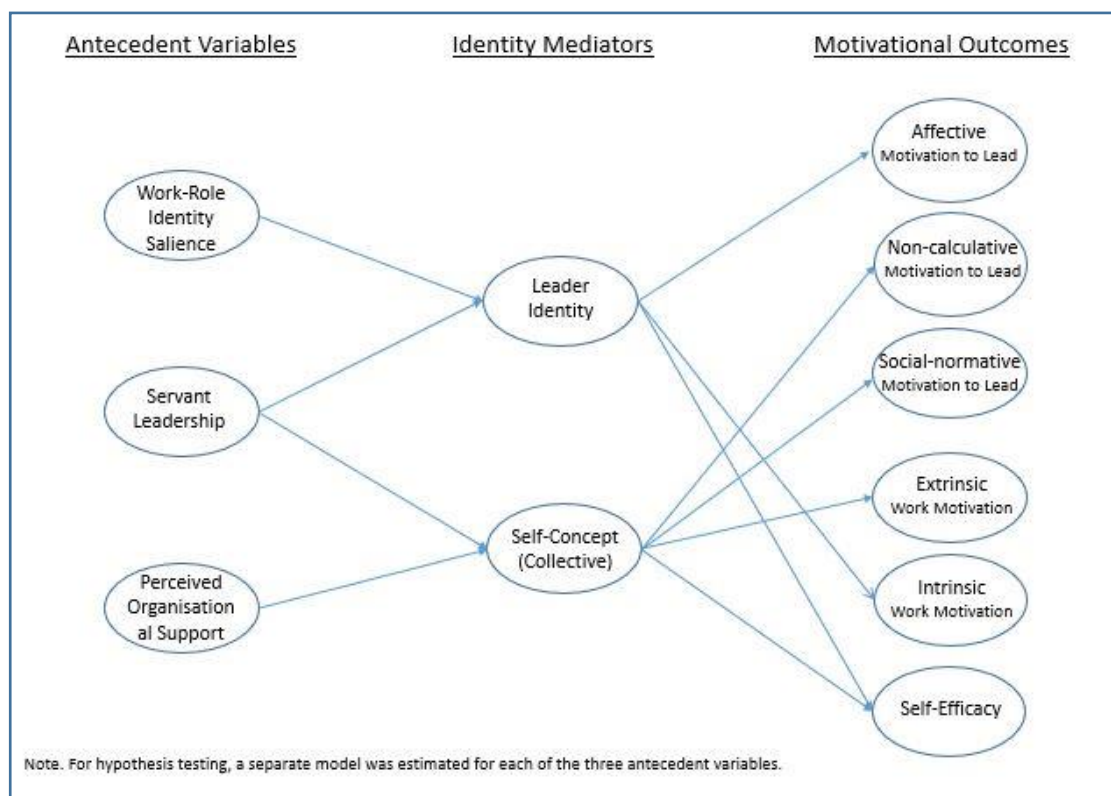 Antecedent Variables
Identity Mediators
Motivational Outcomes
Work-Role
Identity
Salience
Servant
Leadership
Perceived
Organisation
al Support
Leader
Identity
Self-Concept
(Collective)
Affective
Motivation to Lead
Non-calculative
Motivation to Lead
Social-normative
Motivation to Lead
Extrinsic
Work Motivation
Intrinsic
Work Motivation
Self-Efficacy
Note. For hypothesis testing, a separate model was estimated for each of the three antecedent variables.